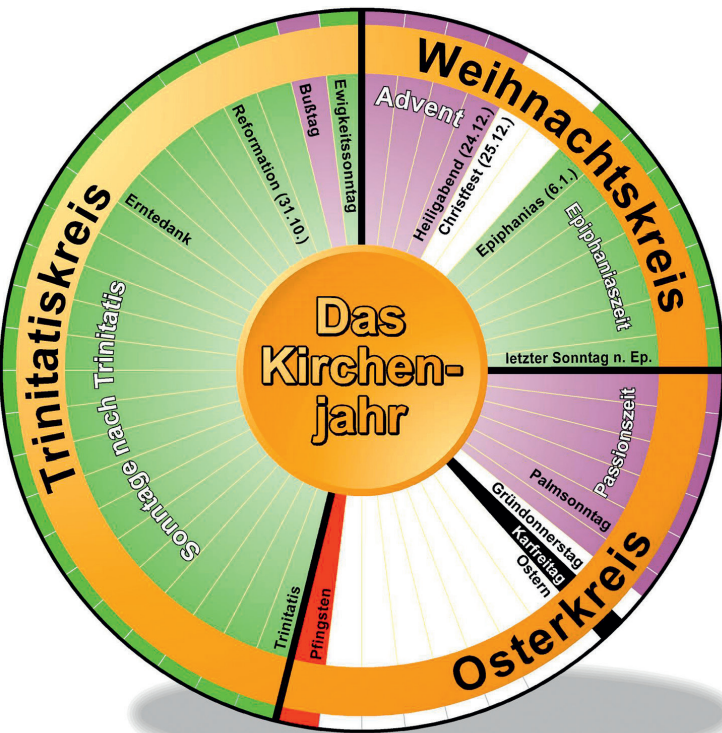 Das
Kirchen-
jahr
Weihnachtskreis
Advent
Heiligabend (24.12.)
Christfest (25.12.)
Epiphanias (6.1.)
Epiphaniaszeit
letzter Sonntag n. Ep.
Osterkreis
Passionszeit
Palmsonntag
Gründonnerstag
Karfreitag
Ostern
Pfingsten
Trinitatiskreis
Trinitatis
Sonntage nach Trinitatis
Erntedank
Reformation (31.10.)
Bußtag
Ewigkeitssonntag